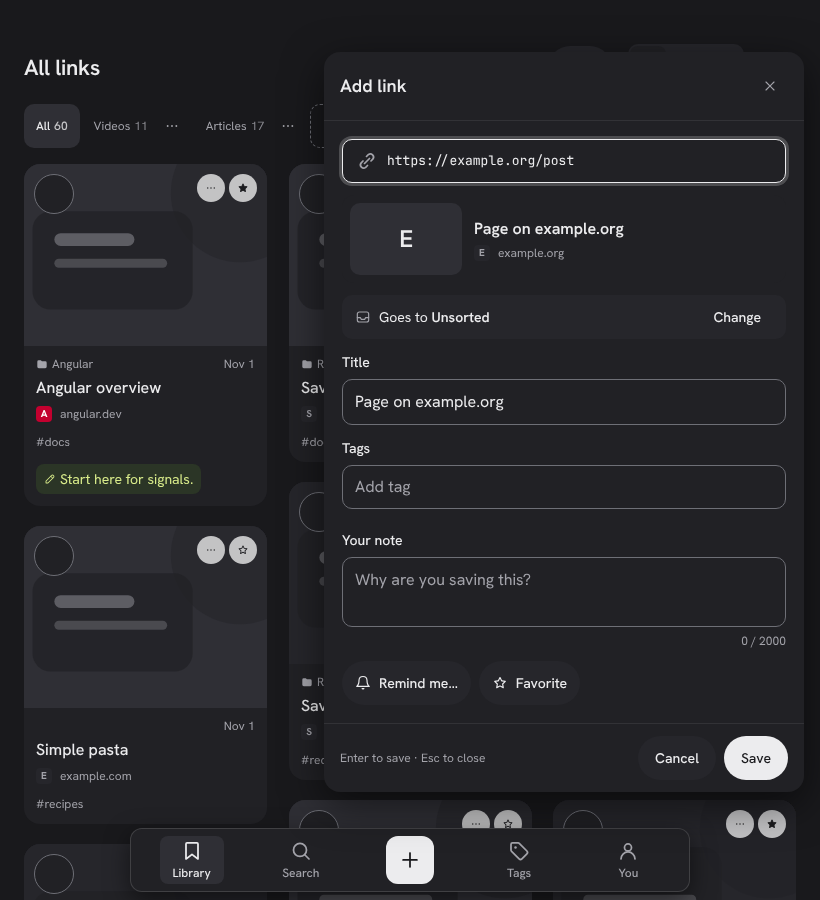 All links
All 60
Videos 11
Articles 17
Angular
Nov 1
Angular overview
A
angular.dev
#docs
Start here for signals.
Nov 1
Simple pasta
E
example.com
#recipes
S
S
Add link
https://example.org/post
E
Page on example.org
E example.org
Goes to Unsorted
Change
Title
Page on example.org
Tags
Add tag
Your note
Why are you saving this?
0 / 2000
Remind me...
Favorite
Enter to save · Esc to close
Cancel
Save
Library
Search
Tags
You